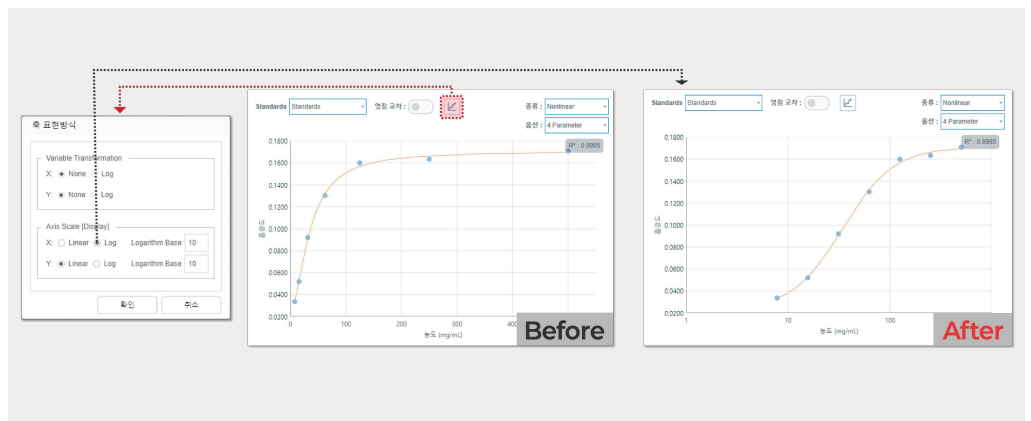 축 표현방식
Variable Transformation
X: None Log
Y: None Log
Axis Scale [Display]
X: Linear Log Logarithm Base 10
Y: Linear Log Logarithm Base 10
확인 취소
Standards Standards 영점 교차 : 종류 : Nonlinear
옵션 : 4 Parameter
R² : 0.9985
0.1800
0.1600
0.1400
0.1200
0.1000
0.0800
0.0600
0.0400
0.0200
흡광도
0 100 200 300 400
농도 (mg/mL)
Before
Standards Standards 영점 교차 : 종류 : Nonlinear
옵션 : 4 Parameter
R² : 0.9985
0.1800
0.1600
0.1400
0.1200
0.1000
0.0800
0.0600
0.0400
0.0200
흡광도
1 10 100
농도 (mg/mL)
After